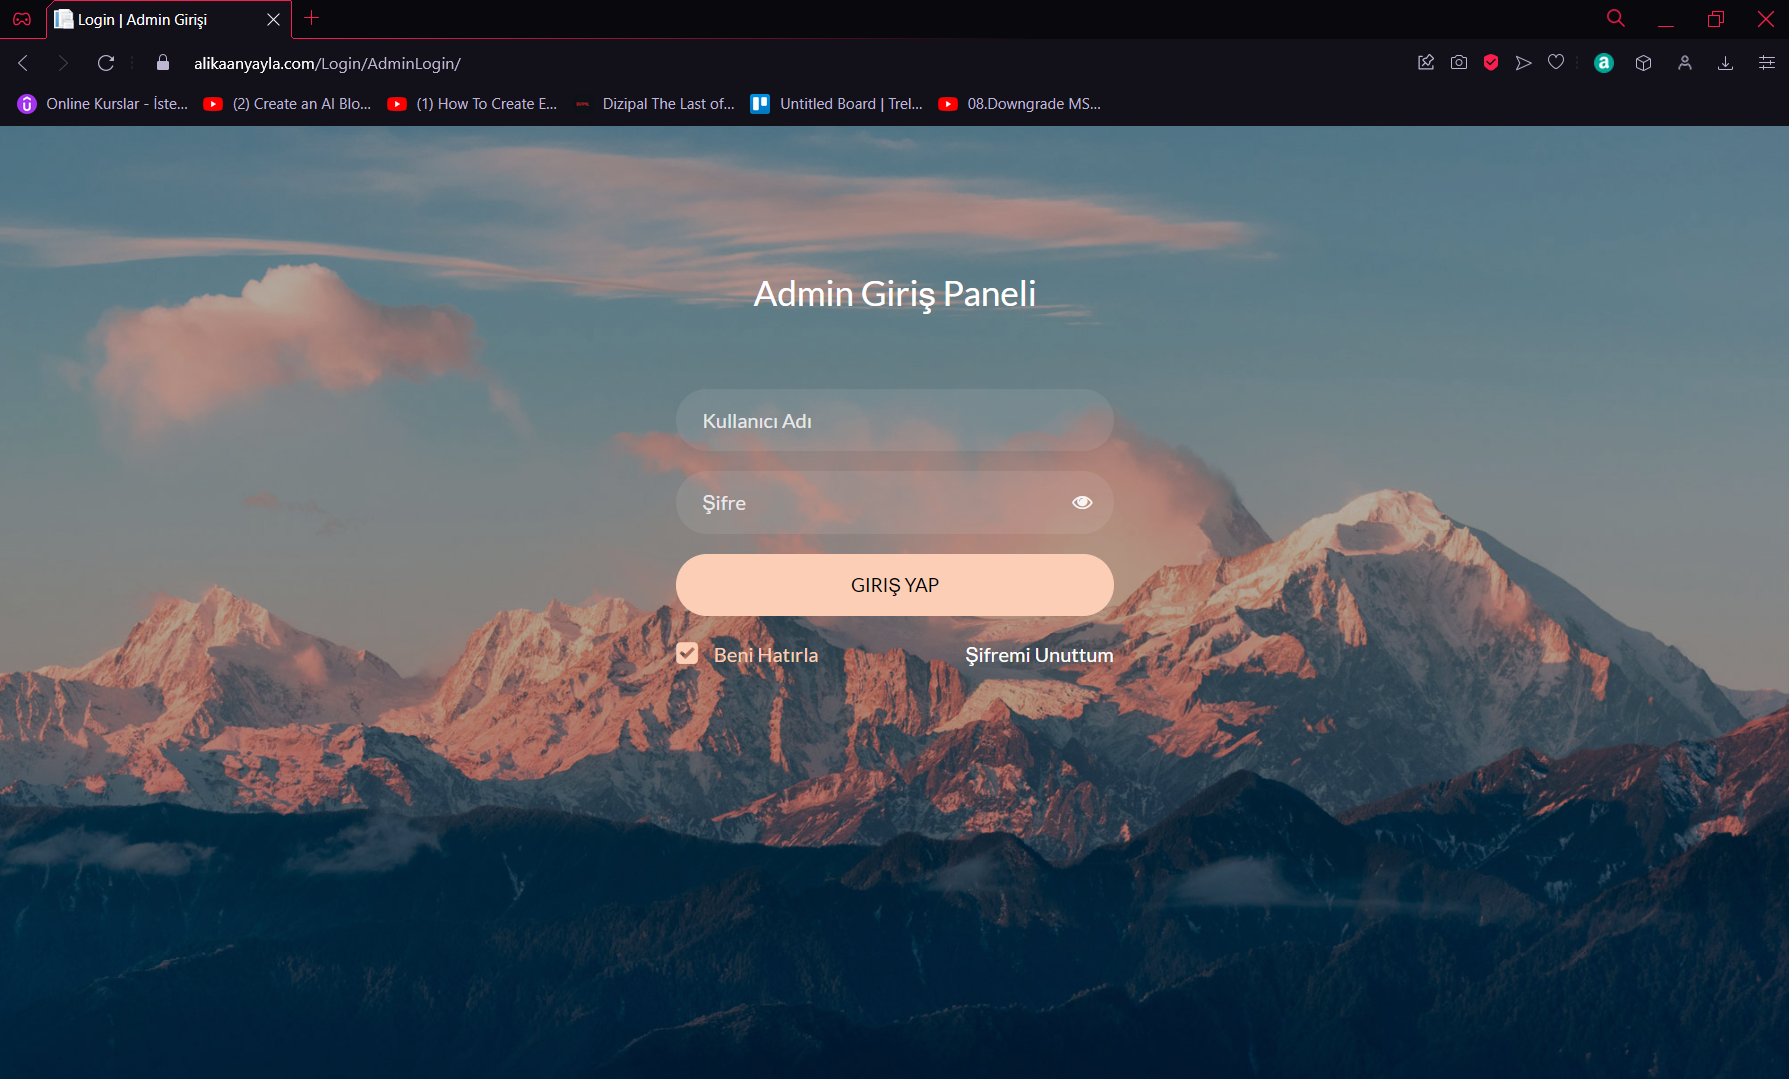 Login | Admin Girişi
alikaanyayla.com/Login/AdminLogin/
Online Kurslar - İste...
(2) Create an AI Blo...
(1) How To Create E...
Dizipal The Last of...
Untitled Board | Trel...
08.Downgrade MS...
Admin Giriş Paneli
Kullanıcı Adı
Şifre
GIRIŞ YAP
Beni Hatırla
Şifremi Unuttum